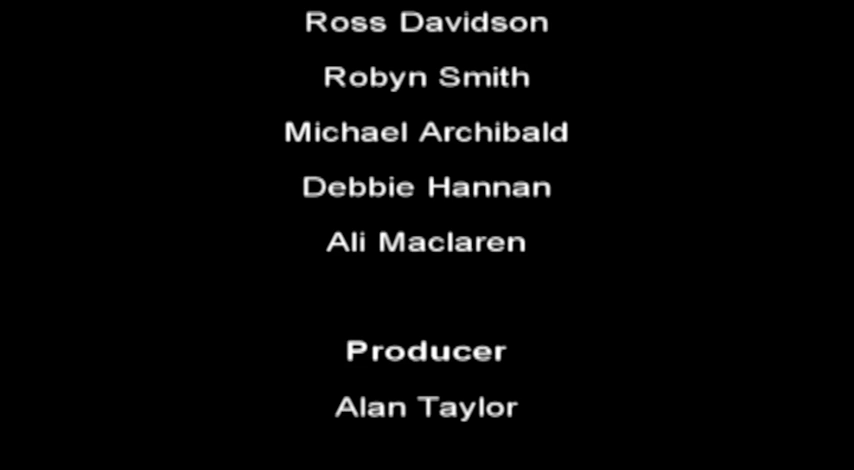 Ross Davidson
Robyn Smith
Michael Archibald
Debbie Hannan
Ali Maclaren
Producer
Alan Taylor